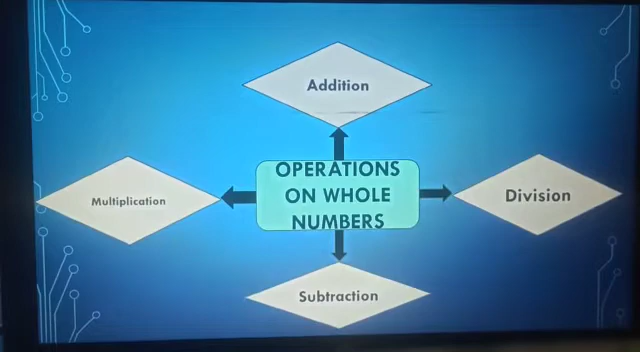 Addition
OPERATIONS
ON WHOLE
NUMBERS
Multiplication
Division
Subtraction